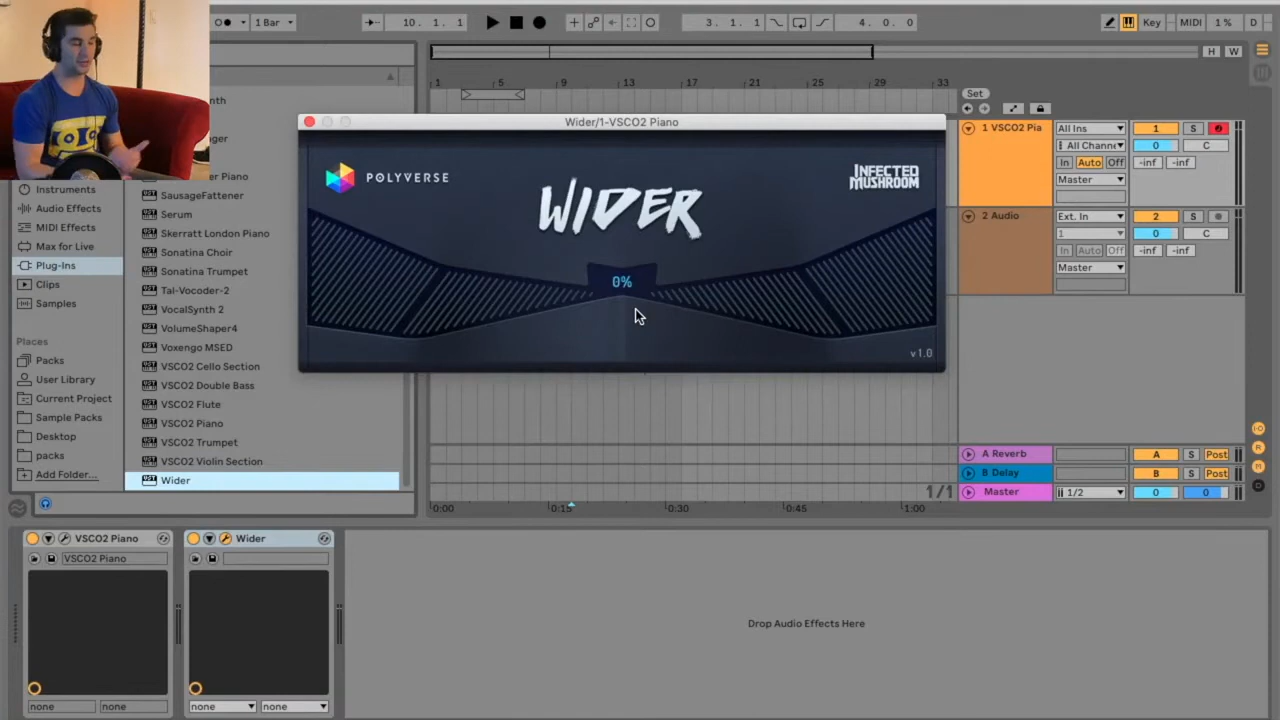 1 Bar
10. 1. 1
3. 1. 1
4. 0. 0
Key
MIDI
1 %
D
H
W
1
5
9
13
17
21
25
29
33
Set
Wider/1-VSCO2 Piano
POLYVERSE
WIDER
INFECTED
MUSHROOM
0%
v1.0
Instruments
Audio Effects
MIDI Effects
Max for Live
Plug-Ins
Clips
Samples
Places
Packs
User Library
Current Project
Sample Packs
Desktop
packs
Add Folder...
nth
ger
er Piano
SausageFattener
Serum
Skerratt London Piano
Sonatina Choir
Sonatina Trumpet
Tal-Vocoder-2
VocalSynth 2
VolumeShaper4
Voxengo MSED
VSCO2 Cello Section
VSCO2 Double Bass
VSCO2 Flute
VSCO2 Piano
VSCO2 Trumpet
VSCO2 Violin Section
Wider
1 VSCO2 Pia
All Ins
1
S
All Chann
0
C
In
Auto
Off
-inf
-inf
Master
2 Audio
Ext. In
2
S
1
0
C
In
Auto
Off
-inf
-inf
Master
A Reverb
A
S
Post
B Delay
B
S
Post
1/1
Master
1/2
0
0
0:00
0:15
0:30
0:45
1:00
I-O
R
M
D
VSCO2 Piano
Wider
VSCO2 Piano
none
none
none
none
Drop Audio Effects Here